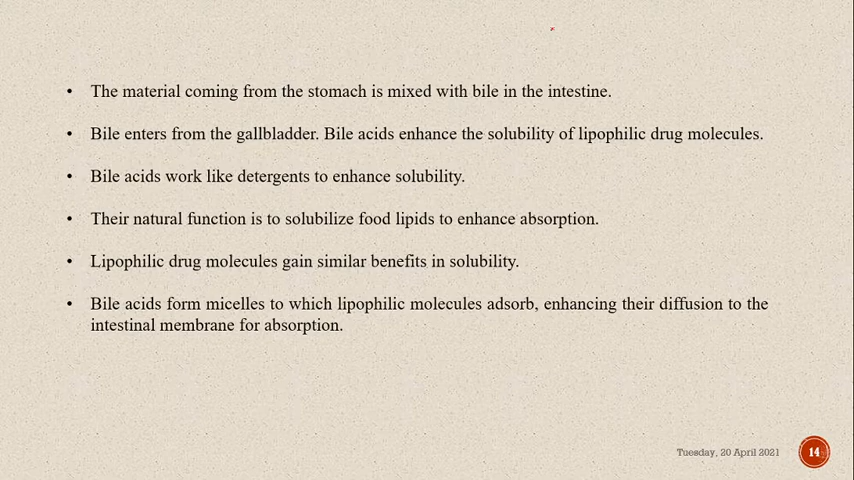 • The material coming from the stomach is mixed with bile in the intestine.
• Bile enters from the gallbladder. Bile acids enhance the solubility of lipophilic drug molecules.
• Bile acids work like detergents to enhance solubility.
• Their natural function is to solubilize food lipids to enhance absorption.
• Lipophilic drug molecules gain similar benefits in solubility.
• Bile acids form micelles to which lipophilic molecules adsorb, enhancing their diffusion to the
intestinal membrane for absorption.
Tuesday, 20 April 2021
14